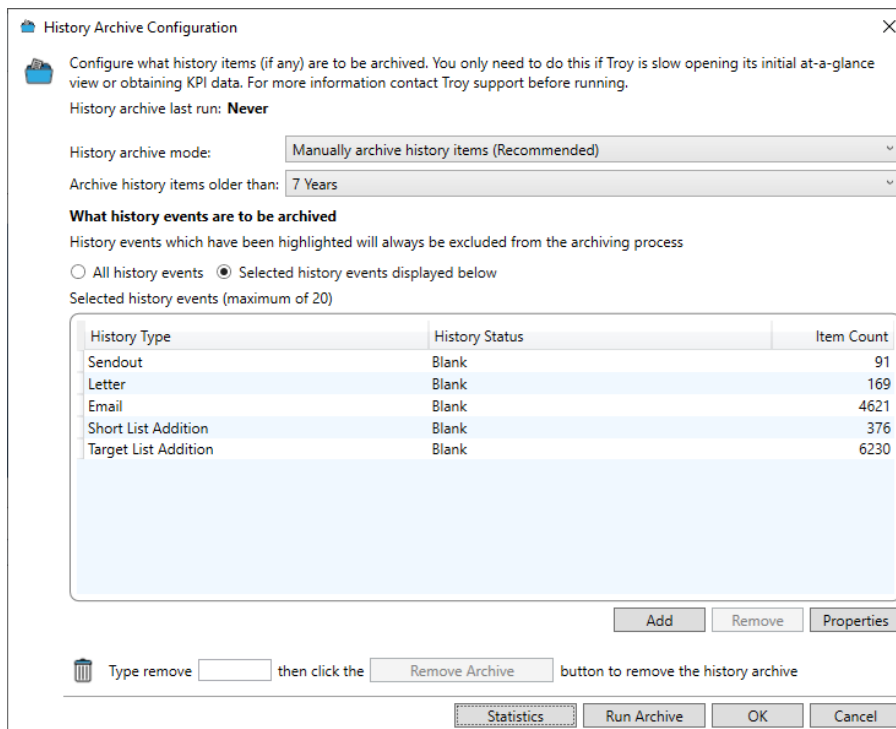 History Archive Configuration
Configure what history items (if any) are to be archived. You only need to do this if Troy is slow opening its initial at-a-glance
view or obtaining KPI data. For more information contact Troy support before running.
History archive last run: Never
History archive mode: Manually archive history items (Recommended)
Archive history items older than: 7 Years
What history events are to be archived
History events which have been highlighted will always be excluded from the archiving process
All history events Selected history events displayed below
Selected history events (maximum of 20)
History Type History Status Item Count
Sendout Blank 91
Letter Blank 169
Email Blank 4621
Short List Addition Blank 376
Target List Addition Blank 6230
Add Remove Properties
Type remove then click the Remove Archive button to remove the history archive
Statistics Run Archive OK Cancel